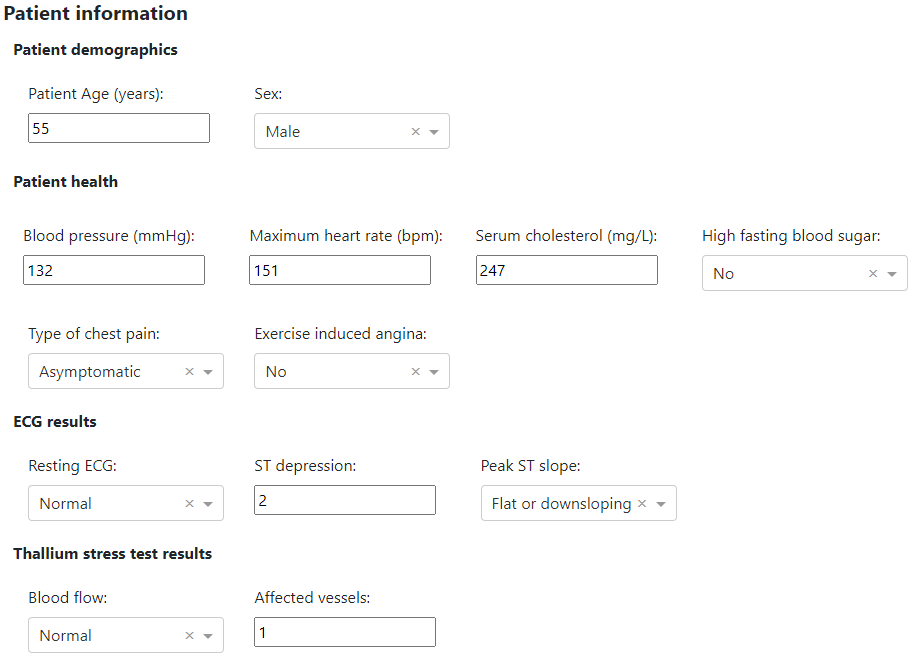 Patient information
Patient demographics
Patient Age (years): Sex:
55 Male × 
Patient health
Blood pressure (mmHg): Maximum heart rate (bpm): Serum cholesterol (mg/L): High fasting blood sugar:
132 151 247 No ×
Type of chest pain: Exercise induced angina:
Asymptomatic × No ×
ECG results
Resting ECG: ST depression: Peak ST slope:
Normal × 2 Flat or downsloping ×
Thallium stress test results
Blood flow: Affected vessels:
Normal × 1